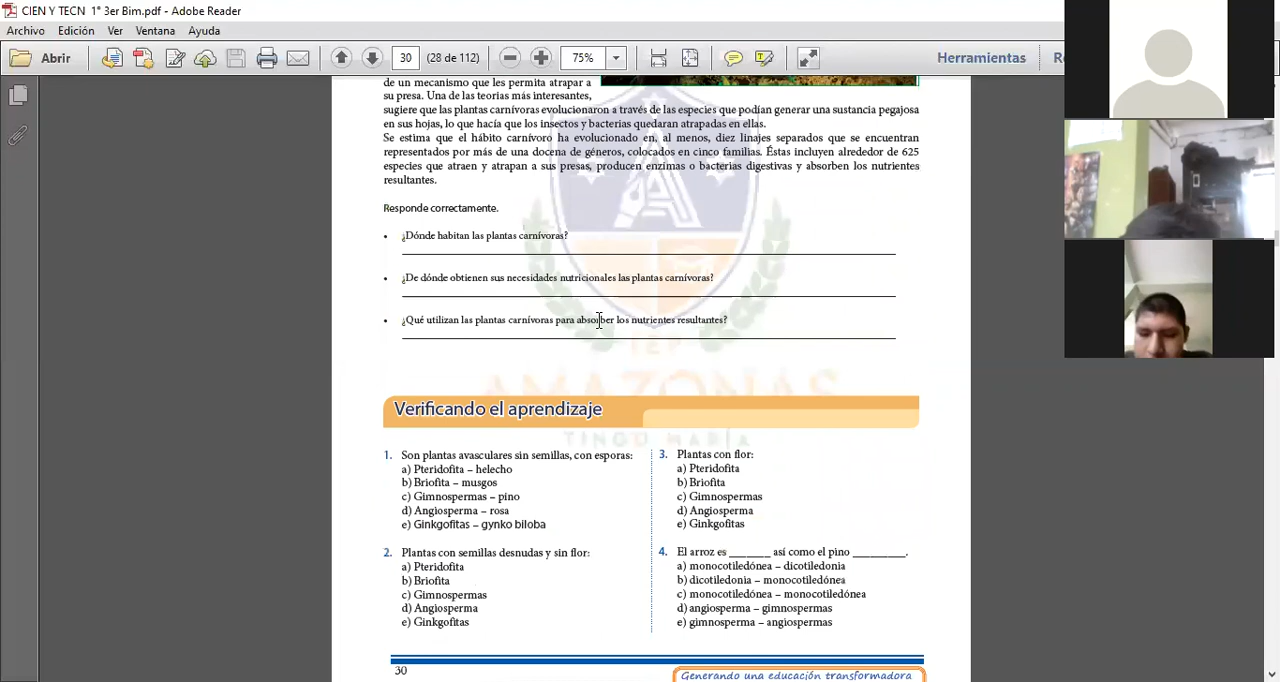 CIEN Y TECN 1° 3er Bim.pdf - Adobe Reader
Archivo Edición Ver Ventana Ayuda
Abrir
30 (28 de 112)
75%
Herramientas
de un mecanismo que les permita atrapar a
su presa. Una de las teorías más interesantes,
sugiere que las plantas carnívoras evolucionaron a través de las especies que podían generar una sustancia pegajosa
en sus hojas, lo que hacía que los insectos y bacterias quedaran atrapadas en ellas.
Se estima que el hábito carnívoro ha evolucionado en, al menos, diez linajes separados que se encuentran
representados por más de una docena de géneros, colocados en cinco familias. Éstas incluyen alrededor de 625
especies que atraen y atrapan a sus presas, producen enzimas o bacterias digestivas y absorben los nutrientes
resultantes.
Responde correctamente.
• ¿Dónde habitan las plantas carnívoras?
• ¿De dónde obtienen sus necesidades nutricionales las plantas carnívoras?
• ¿Qué utilizan las plantas carnívoras para absorber los nutrientes resultantes?
IEP
AMAZONAS
TINGO MARÍA
Verificando el aprendizaje
1. Son plantas avasculares sin semillas, con esporas:
a) Pteridofita – helecho
b) Briofita – musgos
c) Gimnospermas – pino
d) Angiosperma – rosa
e) Ginkgofitas – gynko biloba
2. Plantas con semillas desnudas y sin flor:
a) Pteridofita
b) Briofita
c) Gimnospermas
d) Angiosperma
e) Ginkgofitas
3. Plantas con flor:
a) Pteridofita
b) Briofita
c) Gimnospermas
d) Angiosperma
e) Ginkgofitas
4. El arroz es _______ así como el pino _________.
a) monocotiledónea – dicotiledonia
b) dicotiledonia – monocotiledónea
c) monocotiledónea – monocotiledónea
d) angiosperma – gimnospermas
e) gimnosperma – angiospermas
30
Generando una educación transformadora